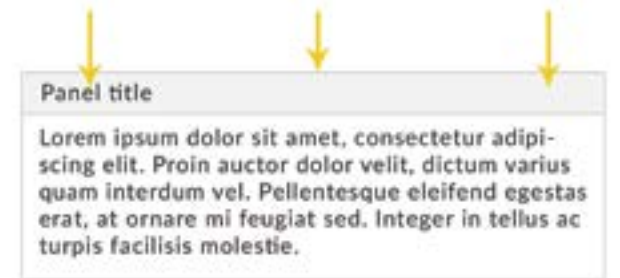 Panel title
Lorem ipsum dolor sit amet, consectetur adipi-
scing elit. Proin auctor dolor velit, dictum varius
quam interdum vel. Pellentesque eleifend egestas
erat, at ornare mi feugiat sed. Integer in tellus ac
turpis facilisis molestie.